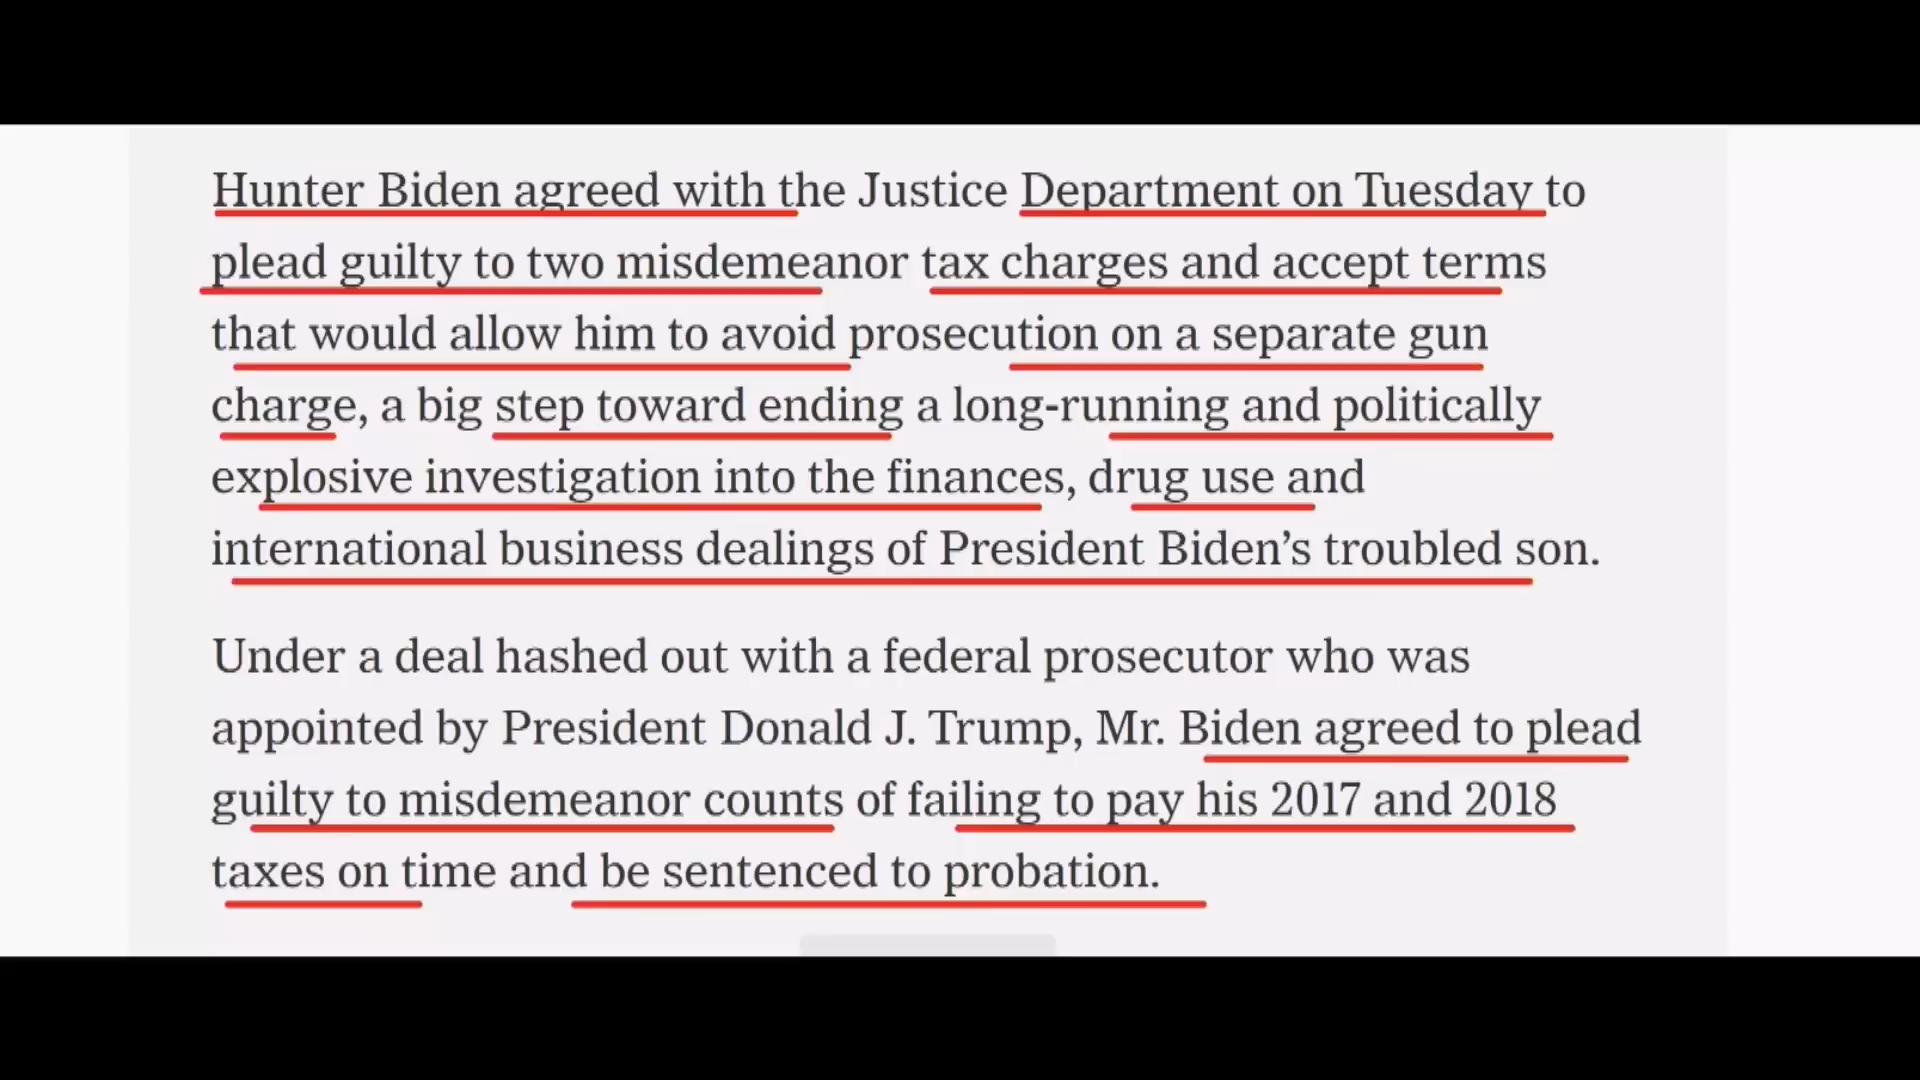 Hunter Biden agreed with the Justice Department on Tuesday to
plead guilty to two misdemeanor tax charges and accept terms
that would allow him to avoid prosecution on a separate gun
charge, a big step toward ending a long-running and politically
explosive investigation into the finances, drug use and
international business dealings of President Biden’s troubled son.
Under a deal hashed out with a federal prosecutor who was
appointed by President Donald J. Trump, Mr. Biden agreed to plead
guilty to misdemeanor counts of failing to pay his 2017 and 2018
taxes on time and be sentenced to probation.